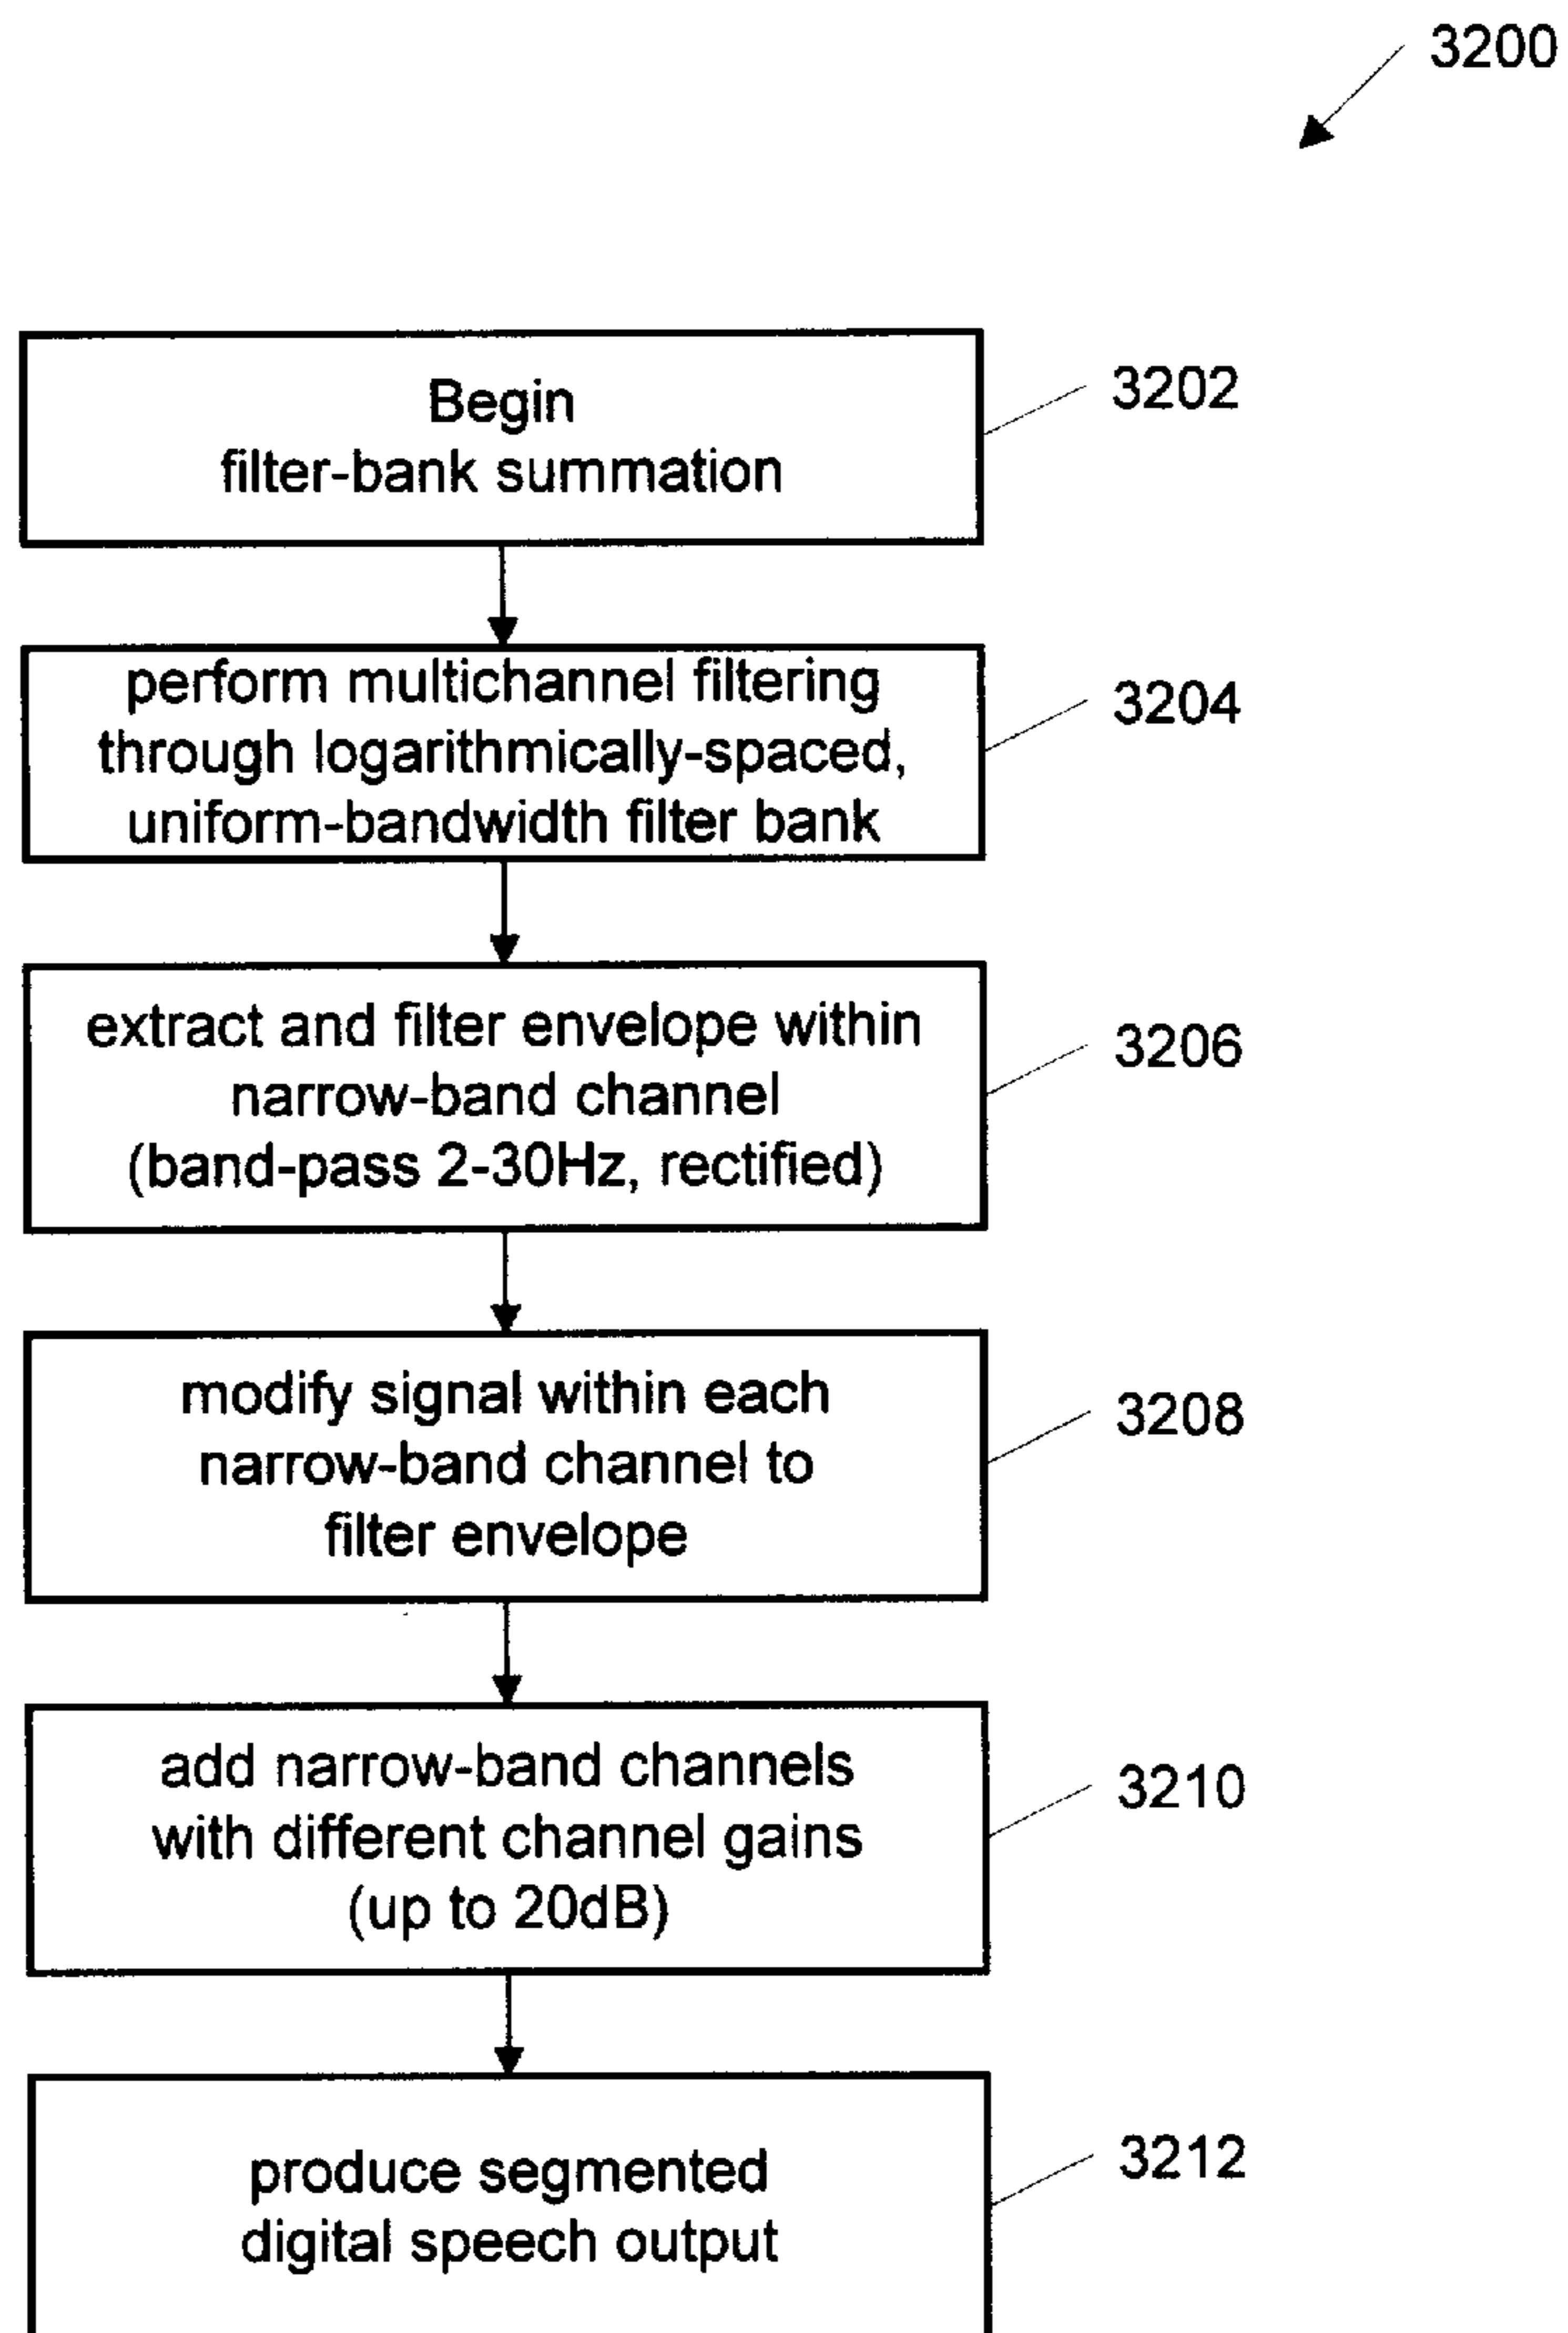 3200
Begin
filter-bank summation
3202
perform multichannel filtering
through logarithmically-spaced,
uniform-bandwidth filter bank
3204
extract and filter envelope within
narrow-band channel
(band-pass 2-30Hz, rectified)
3206
modify signal within each
narrow-band channel to
filter envelope
3208
add narrow-band channels
with different channel gains
(up to 20dB)
3210
produce segmented
digital speech output
3212